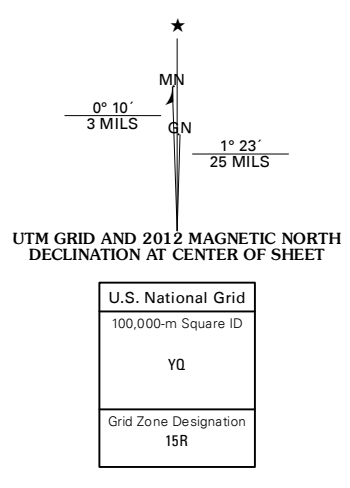 ★
MN
0° 10´
3 MILS
GN
1° 23´
25 MILS
UTM GRID AND 2012 MAGNETIC NORTH
DECLINATION AT CENTER OF SHEET
U.S. National Grid
100,000-m Square ID
YQ
Grid Zone Designation
15R